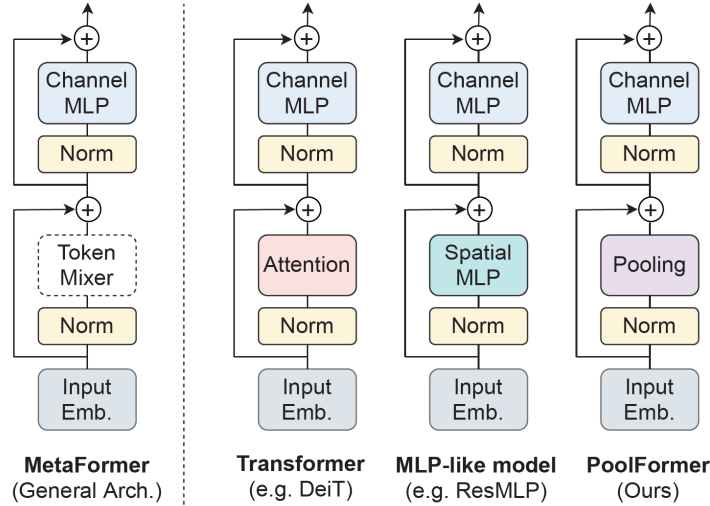 +
Channel
MLP
Norm
+
Token
Mixer
Norm
Input
Emb.
MetaFormer
(General Arch.)
+
Channel
MLP
Norm
+
Attention
Norm
Input
Emb.
Transformer
(e.g. DeiT)
+
Channel
MLP
Norm
+
Spatial
MLP
Norm
Input
Emb.
MLP-like model
(e.g. ResMLP)
+
Channel
MLP
Norm
+
Pooling
Norm
Input
Emb.
PoolFormer
(Ours)